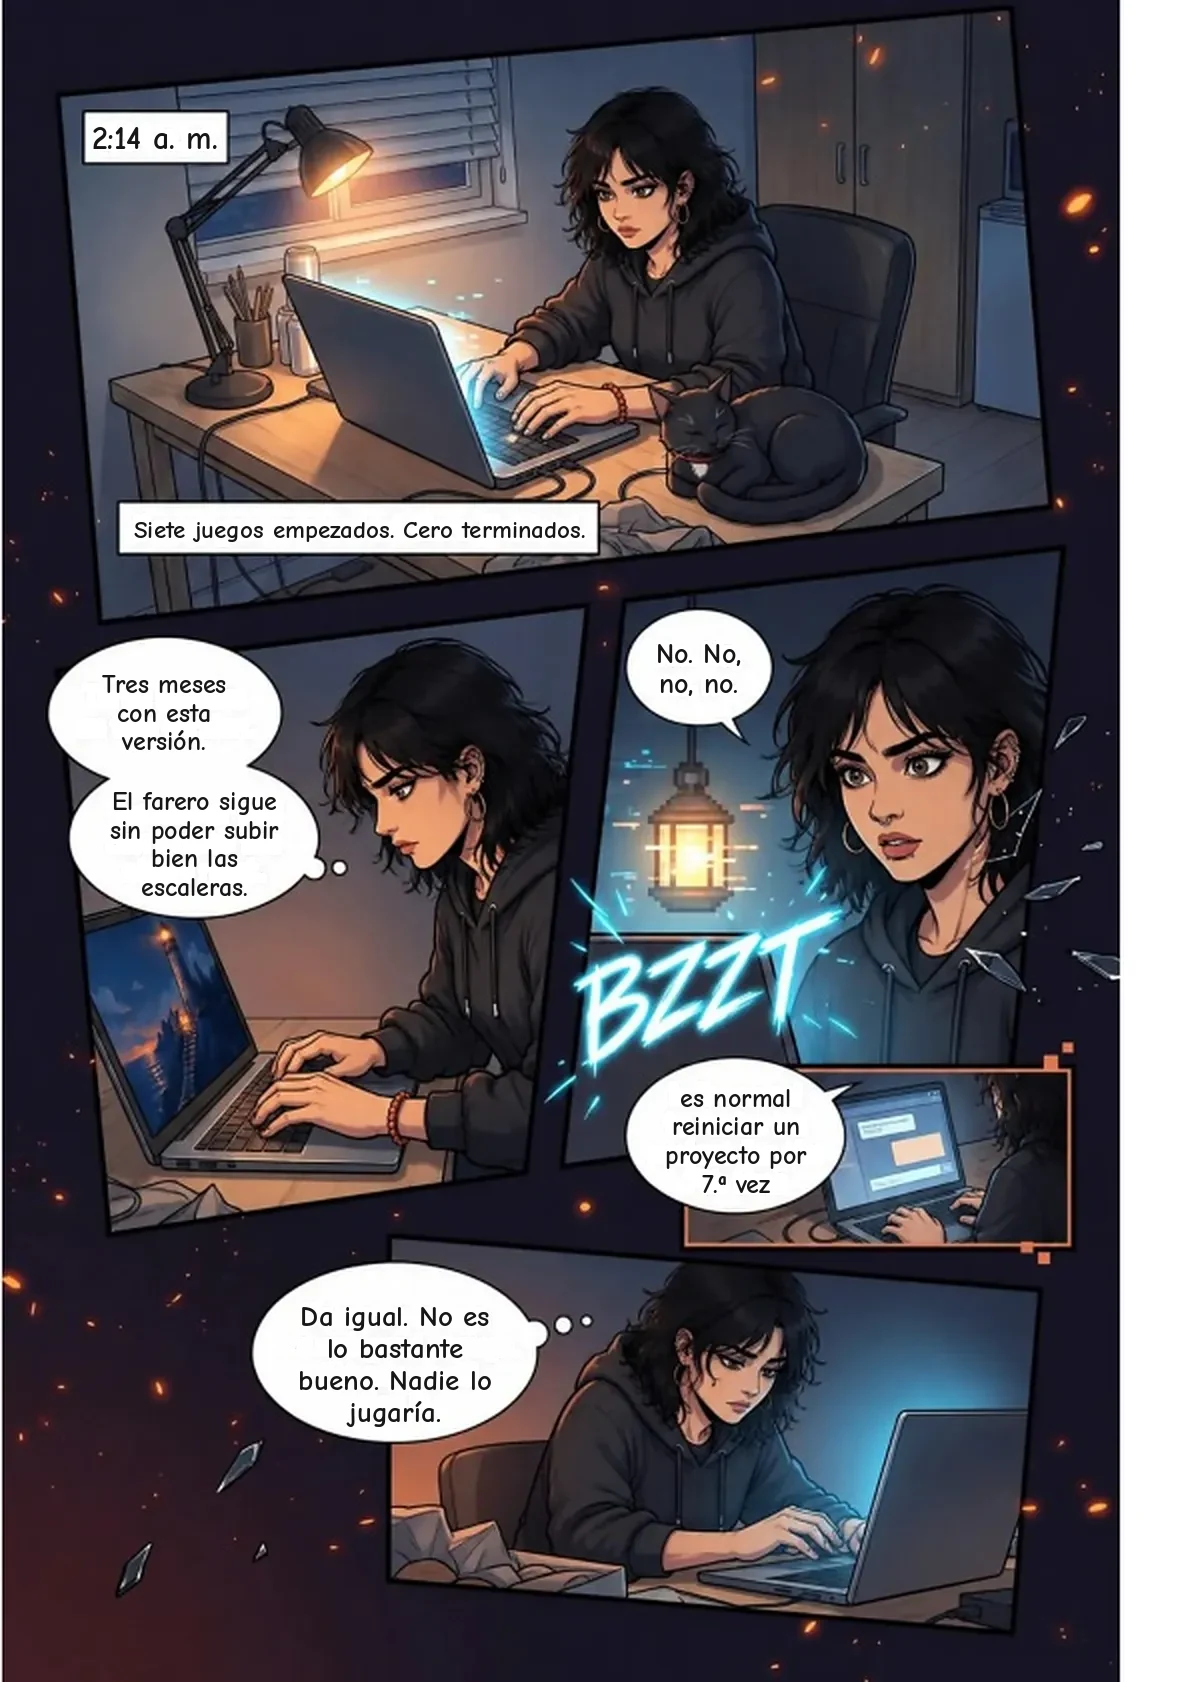 2:14 a. m.
Siete juegos empezados. Cero terminados.
Tres meses
con esta
versión.
El farero sigue
sin poder subir
bien las
escaleras.
No. No,
no, no.
BZZT
es normal
reiniciar un
proyecto por
7.ª vez
Da igual. No es
lo bastante
bueno. Nadie lo
jugaría.